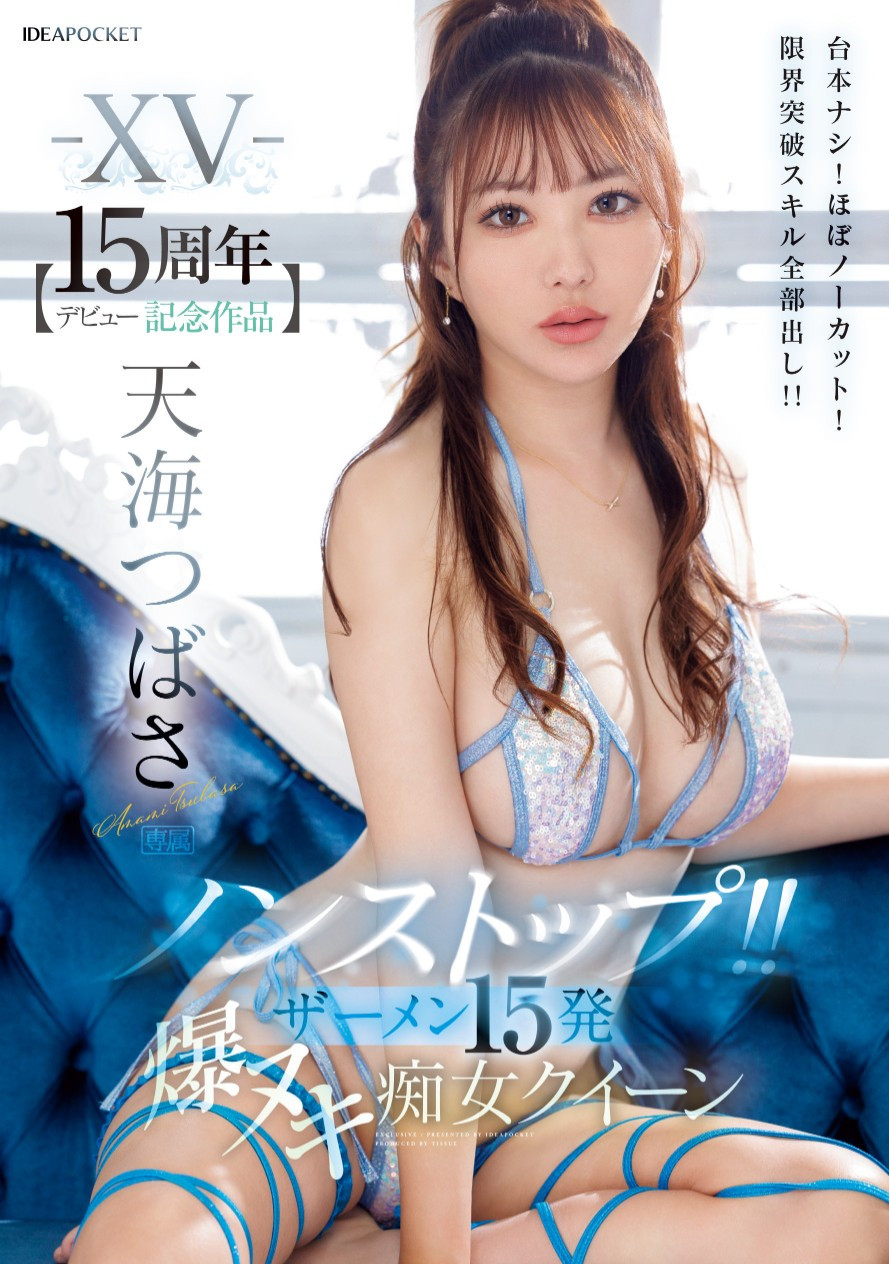 IDEAPOCKET
台本ナシ!ほぼノーカット!
限界突破スキル全部出し!!
-XV-
【15周年
デビュー記念作品】
天海つばさ
Amami Tsubasa
専属
ノンストップ!!
ザーメン15発
爆ヌキ痴女クイーン
EXCLUSIVE / PRESENTED BY IDEAPOCKET
PRODUCED BY TISSUE